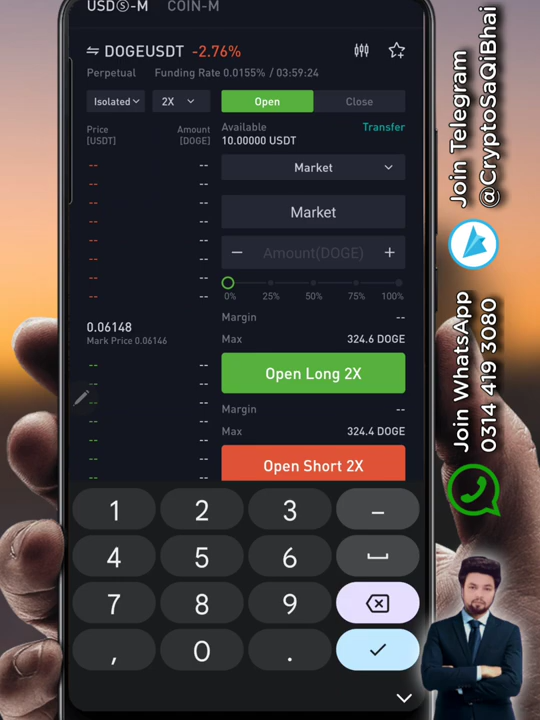 USDⓈ-M COIN-M
DOGEUSDT -2.76%
Perpetual Funding Rate 0.0155% / 03:59:24
Isolated 2X Open Close
Price [USDT] Amount [DOGE]
Available Transfer
10.00000 USDT
Market
Market
-- --
-- --
-- --
-- --
-- --
-- --
-- --
-- --
− Amount(DOGE) +
0% 25% 50% 75% 100%
0.06148
Mark Price 0.06146
Margin --
Max 324.6 DOGE
Open Long 2X
Margin --
Max 324.4 DOGE
Open Short 2X
-- --
-- --
-- --
-- --
-- --
-- --
-- --
1 2 3 –
4 5 6
7 8 9
, 0 .
Join Telegram
@CryptoSaQiBhai
Join WhatsApp
0314 419 3080